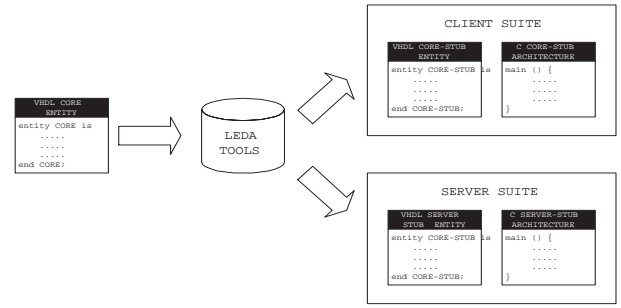 CLIENT SUITE
VHDL CORE-STUB
ENTITY
entity CORE-STUB is
.....
.....
.....
end CORE-STUB;
C CORE-STUB
ARCHITECTURE
main () {
.....
.....
.....
}
VHDL CORE
ENTITY
entity CORE is
.....
.....
.....
end CORE;
LEDA
TOOLS
SERVER SUITE
VHDL SERVER
STUB ENTITY
entity CORE-STUB is
.....
.....
.....
end CORE-STUB;
C SERVER-STUB
ARCHITECTURE
main () {
.....
.....
.....
}